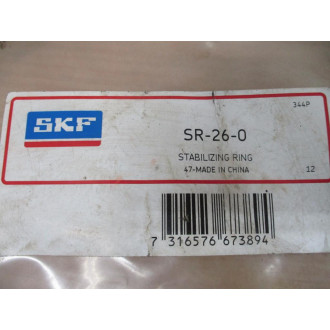 344P
SKF
SR-26-0
STABILIZING RING
47-MADE IN CHINA
12
7 316576 673894